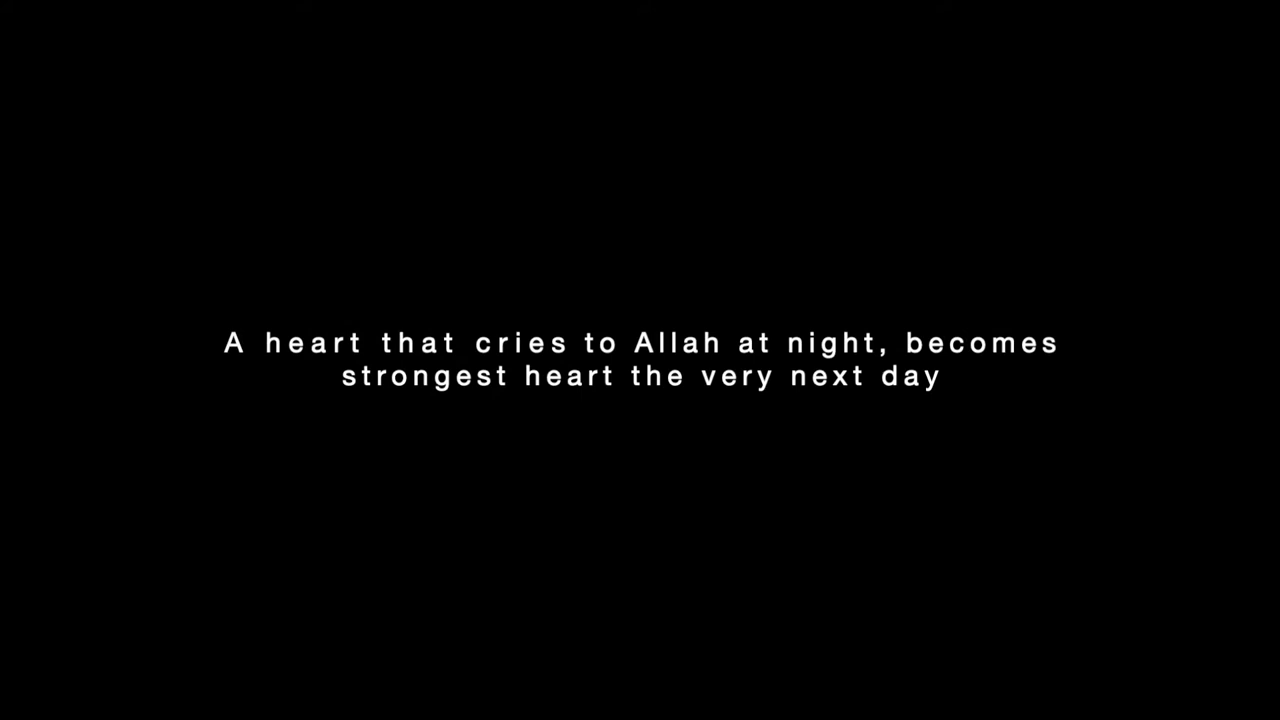 A heart that cries to Allah at night, becomes
strongest heart the very next day